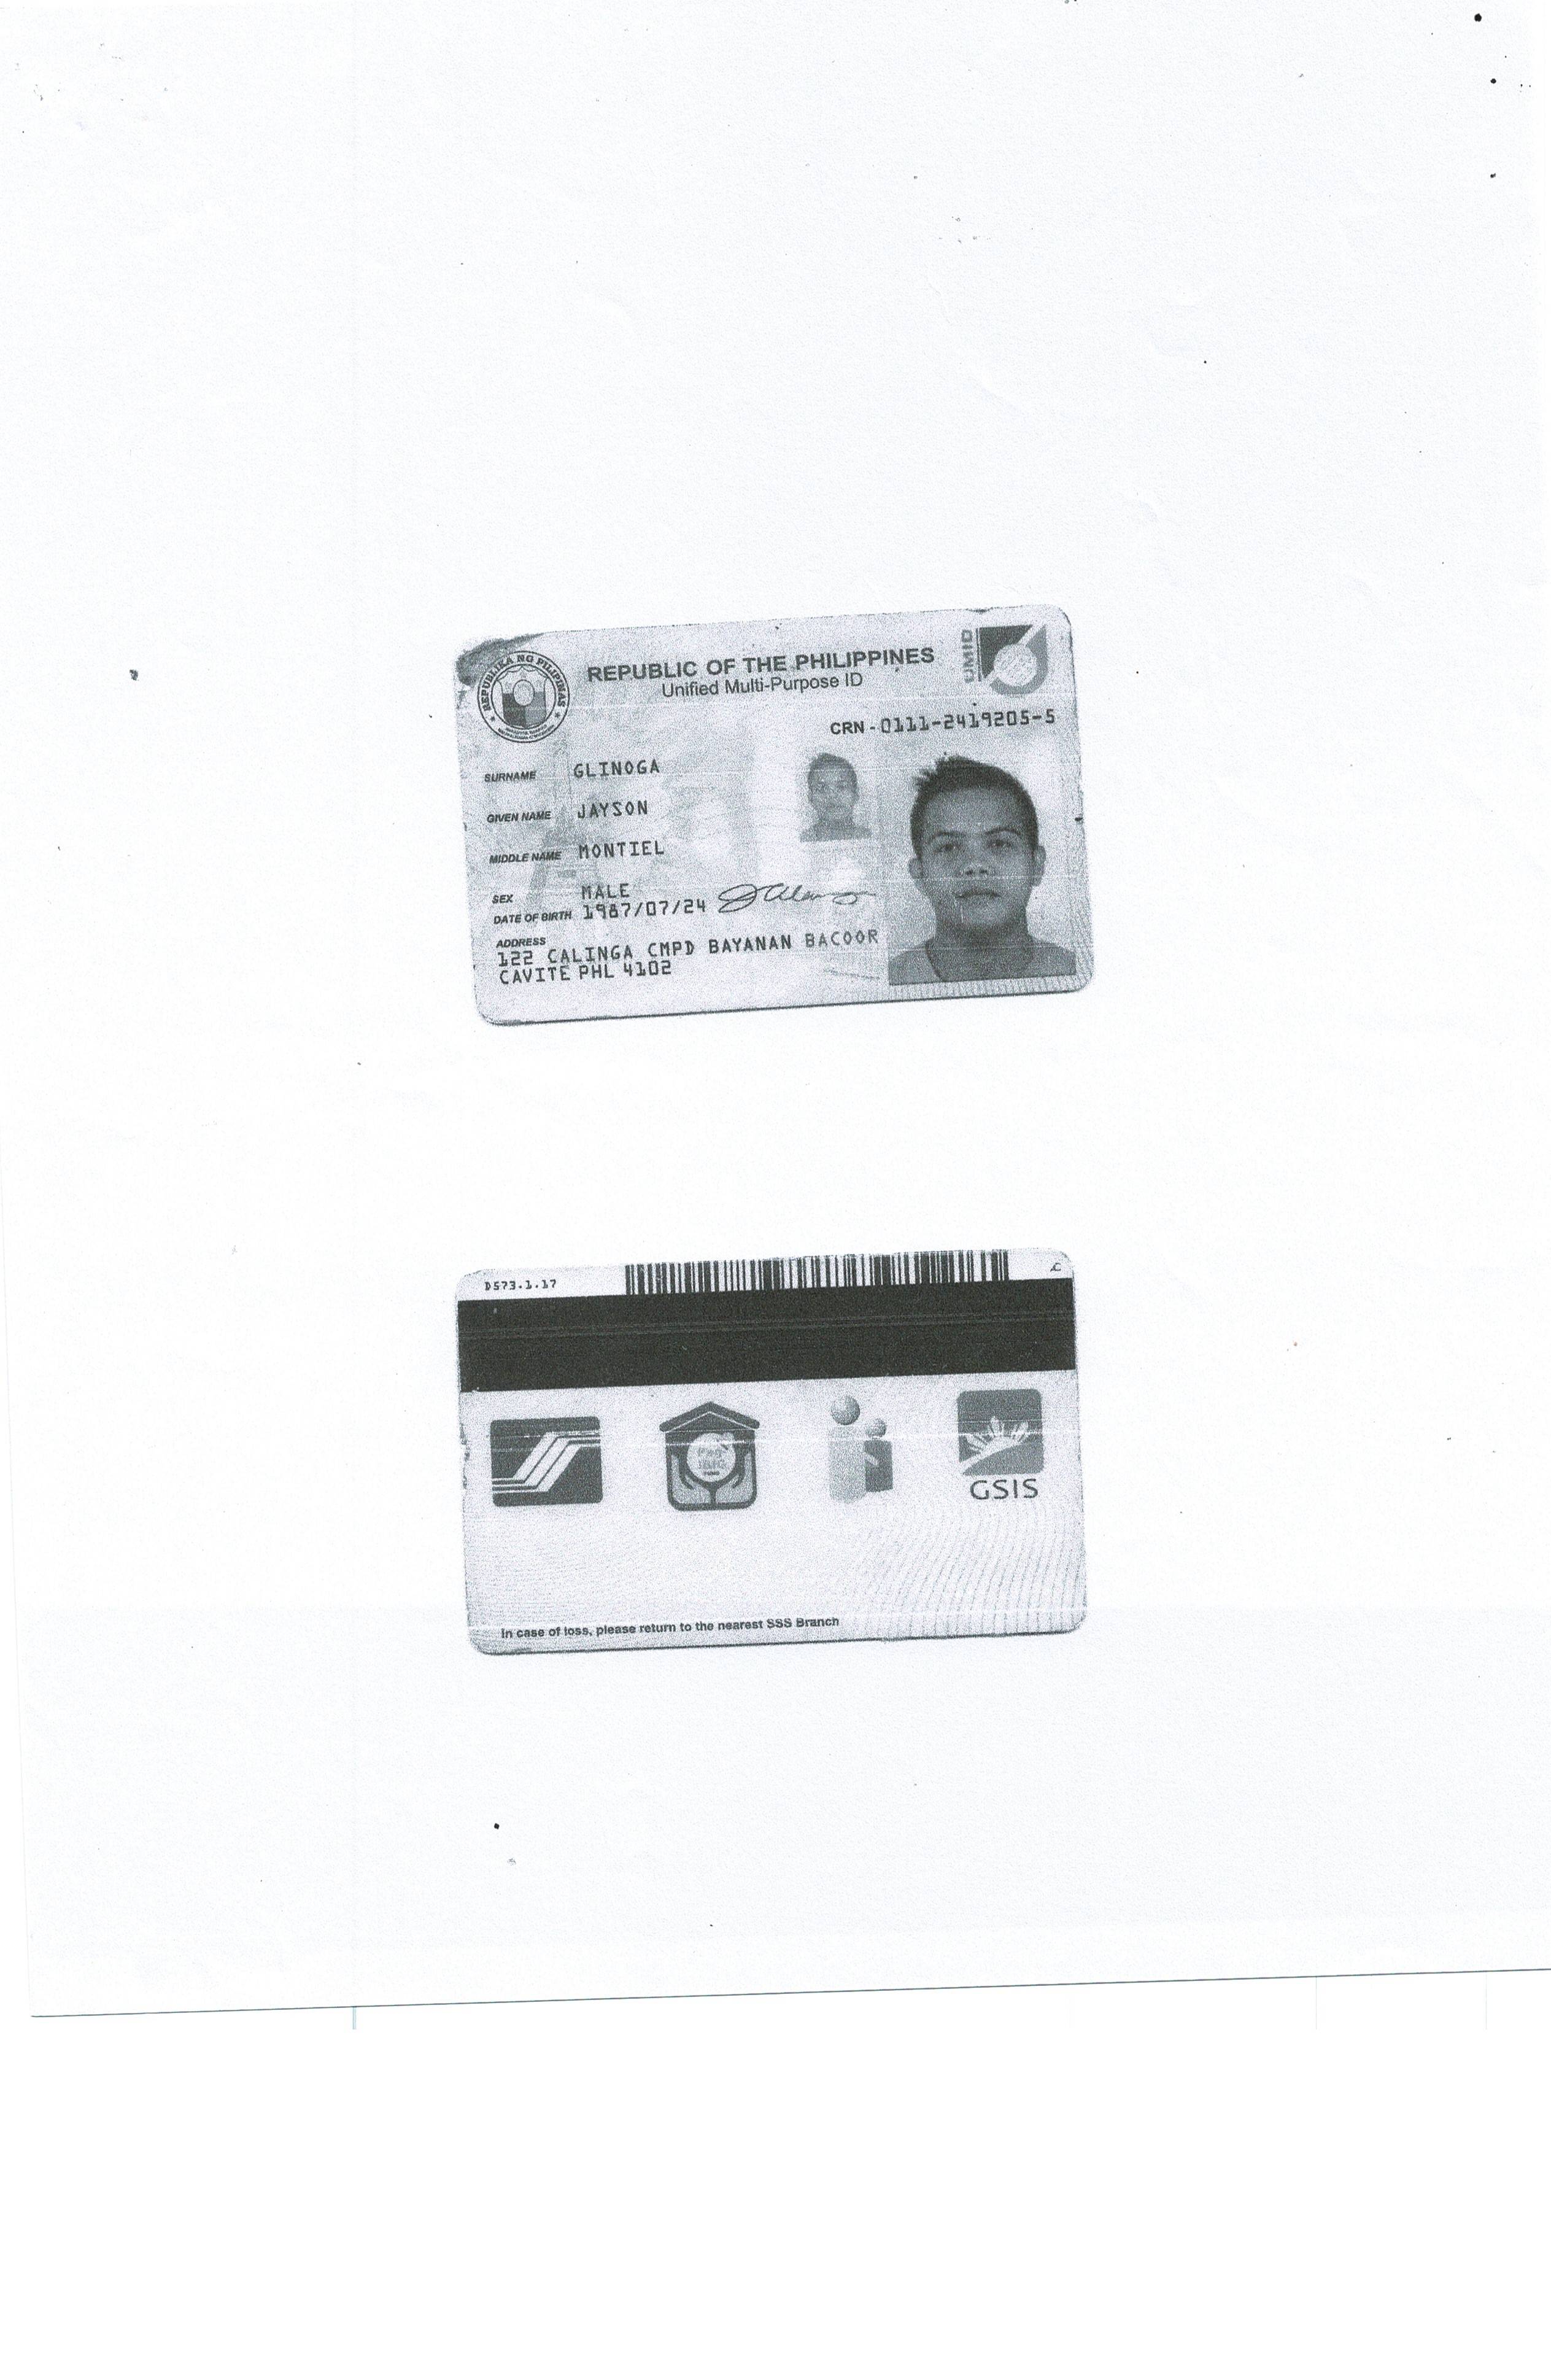 REPUBLIKA NG PILIPINAS
REPUBLIC OF THE PHILIPPINES
Unified Multi-Purpose ID
UMID
CRN - 0111-2419205-5
SURNAME GLINOGA
GIVEN NAME JAYSON
MIDDLE NAME MONTIEL
SEX MALE
DATE OF BIRTH 1987/07/24
ADDRESS
122 CALINGA CMPD BAYANAN BACOOR
CAVITE PHL 4102
D573.1.17
GSIS
In case of loss, please return to the nearest SSS Branch